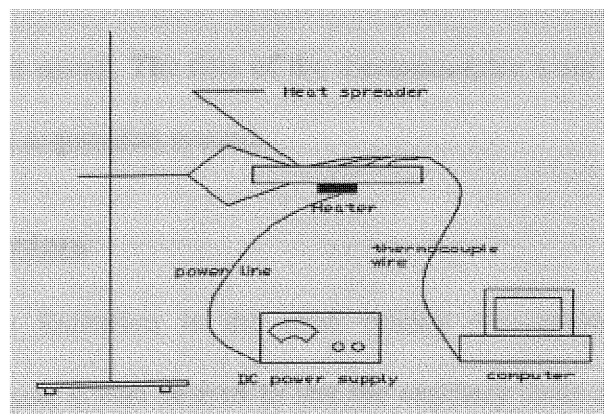 Heat spreader
Heater
thermocouple
wire
power line
DC power supply
computer